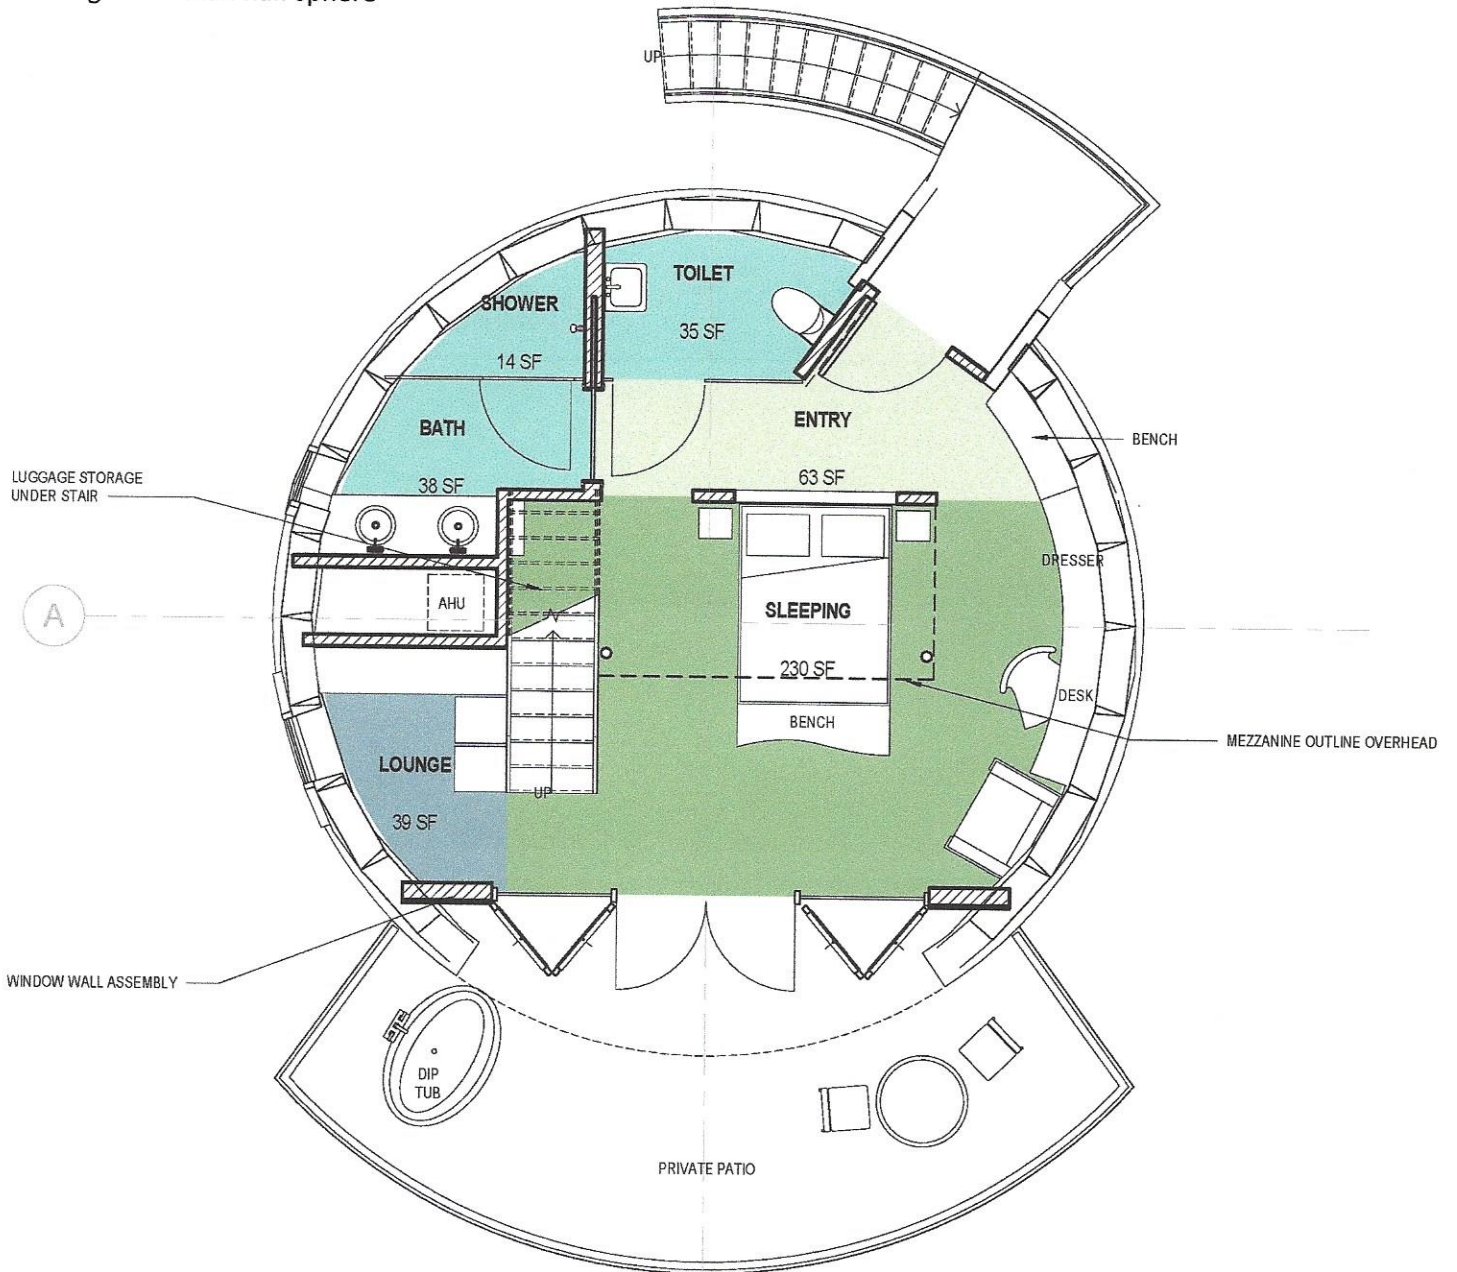 UP
TOILET
35 SF
SHOWER
14 SF
ENTRY
63 SF
BATH
38 SF
BENCH
LUGGAGE STORAGE
UNDER STAIR
DRESSER
AHU
A
SLEEPING
230 SF
DESK
BENCH
MEZZANINE OUTLINE OVERHEAD
LOUNGE
UP
39 SF
WINDOW WALL ASSEMBLY
DIP
TUB
PRIVATE PATIO